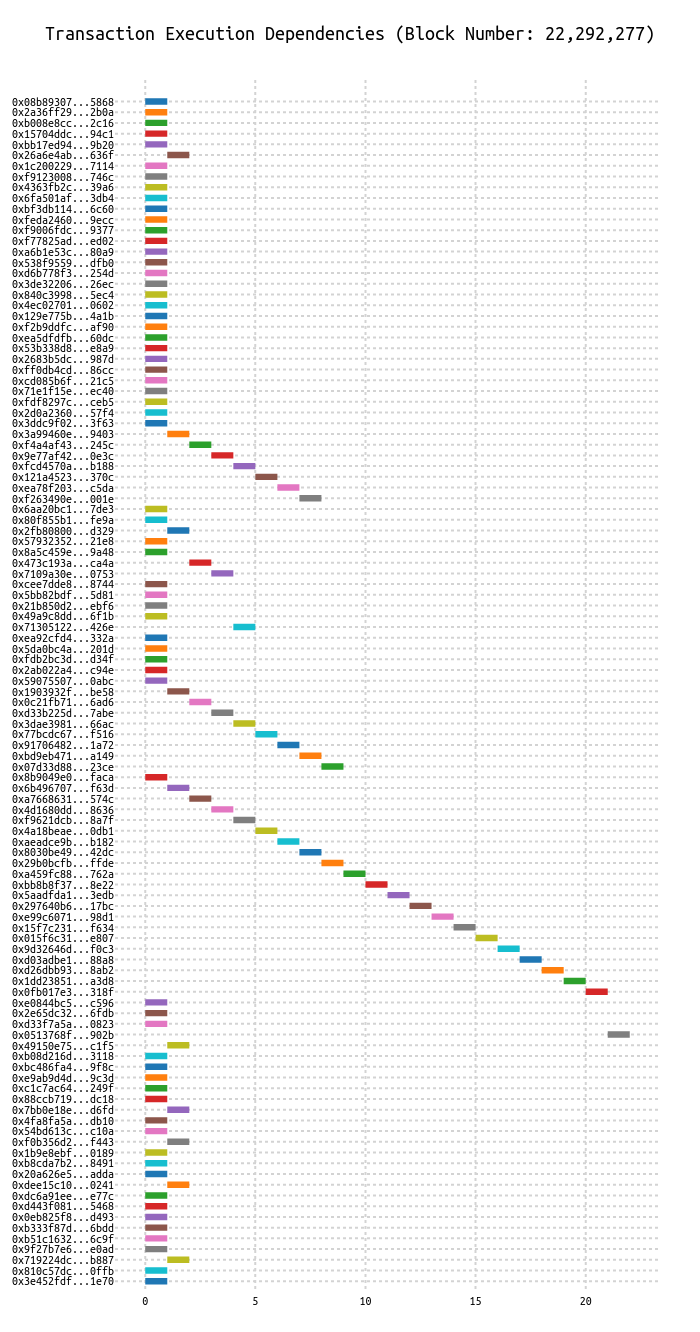 Transaction Execution Dependencies (Block Number: 22,292,277)
0x08b89307...5868
0x2a36ff29...2b0a
0xb008e8cc...2c16
0x15704ddc...94c1
0xbb17ed94...9b20
0x26a6e4ab...636f
0x1c200229...7114
0xf9123008...746c
0x4363fb2c...39a6
0x6fa501af...3db4
0xbf3db114...6c60
0xfeda2460...9ecc
0xf9006fdc...9377
0xf77825ad...ed02
0xa6b1e53c...80a9
0x538f9559...dfb0
0xd6b778f3...254d
0x3de32206...26ec
0x840c3998...5ec4
0x4ec02701...0602
0x129e775b...4a1b
0xf2b9ddfc...af90
0xea5dfdfb...60dc
0x53b338d8...e8a9
0x2683b5dc...987d
0xff0db4cd...86cc
0xcd085b6f...21c5
0x71e1f15e...ec40
0xfdf8297c...ceb5
0x2d0a2360...57f4
0x3ddc9f02...3f63
0x3a99460e...9403
0xf4a4af43...245c
0x9e77af42...0e3c
0xfcd4570a...b188
0x121a4523...370c
0xea78f203...c5da
0xf263490e...001e
0x6aa20bc1...7de3
0x80f855b1...fe9a
0x2fb80800...d329
0x57932352...21e8
0x8a5c459e...9a48
0x473c193a...ca4a
0x7109a30e...0753
0xcee7dde8...8744
0x5bb82bdf...5d81
0x21b850d2...ebf6
0x49a9c8dd...6f1b
0x71305122...426e
0xea92cfd4...332a
0x5da0bc4a...201d
0xfdb2bc3d...d34f
0x2ab022a4...c94e
0x59075507...0abc
0x1903932f...be58
0x0c21fb71...6ad6
0xd33b225d...7abe
0x3dae3981...66ac
0x77bcdc67...f516
0x91706482...1a72
0xbd9eb471...a149
0x07d33d88...23ce
0x8b9049e0...faca
0x6b496707...f63d
0xa7668631...574c
0x4d1680dd...8636
0xf9621dcb...8a7f
0x4a18beae...0db1
0xaeadce9b...b182
0x8030be49...42dc
0x29b0bcfb...ffde
0xa459fc88...762a
0xbb8b8f37...8e22
0x5aadfda1...3edb
0x297640b6...17bc
0xe99c6071...98d1
0x15f7c231...f634
0x015f6c31...e807
0x9d32646d...f0c3
0xd03adbe1...88a8
0xd26dbb93...8ab2
0x1dd23851...a3d8
0x0fb017e3...318f
0xe0844bc5...c596
0x2e65dc32...6fdb
0xd33f7a5a...0823
0x0513768f...902b
0x49150e75...c1f5
0xb08d216d...3118
0xbc486fa4...9f8c
0xe9ab9d4d...9c3d
0xc1c7ac64...249f
0x88ccb719...dc18
0x7bb0e18e...d6fd
0x4fa8fa5a...db10
0x54bd613c...c10a
0xf0b356d2...f443
0x1b9e8ebf...0189
0xb8cda7b2...8491
0x20a626e5...adda
0xdee15c10...0241
0xdc6a91ee...e77c
0xd443f081...5468
0x0eb825f8...d493
0xb333f87d...6bdd
0xb51c1632...6c9f
0x9f27b7e6...e0ad
0x719224dc...b887
0x810c57dc...0ffb
0x3e452fdf...1e70
0 5 10 15 20